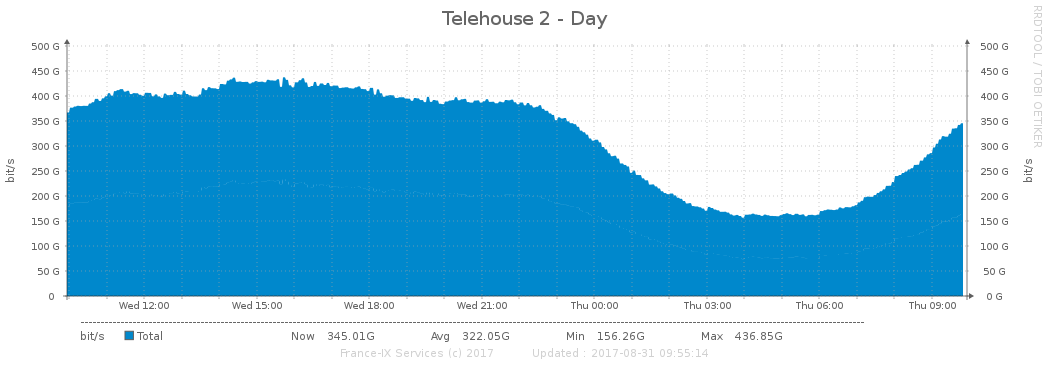 Telehouse 2 - Day
RRDTOOL / TOBI OETIKER
bit/s
500 G 500 G
450 G 450 G
400 G 400 G
350 G 350 G
300 G 300 G
250 G 250 G
200 G 200 G
150 G 150 G
100 G 100 G
50 G 50 G
0 0 G
bit/s
Wed 12:00 Wed 15:00 Wed 18:00 Wed 21:00 Thu 00:00 Thu 03:00 Thu 06:00 Thu 09:00
bit/s Total Now 345.01G Avg 322.05G Min 156.26G Max 436.85G
France-IX Services (c) 2017 Updated : 2017-08-31 09:55:14